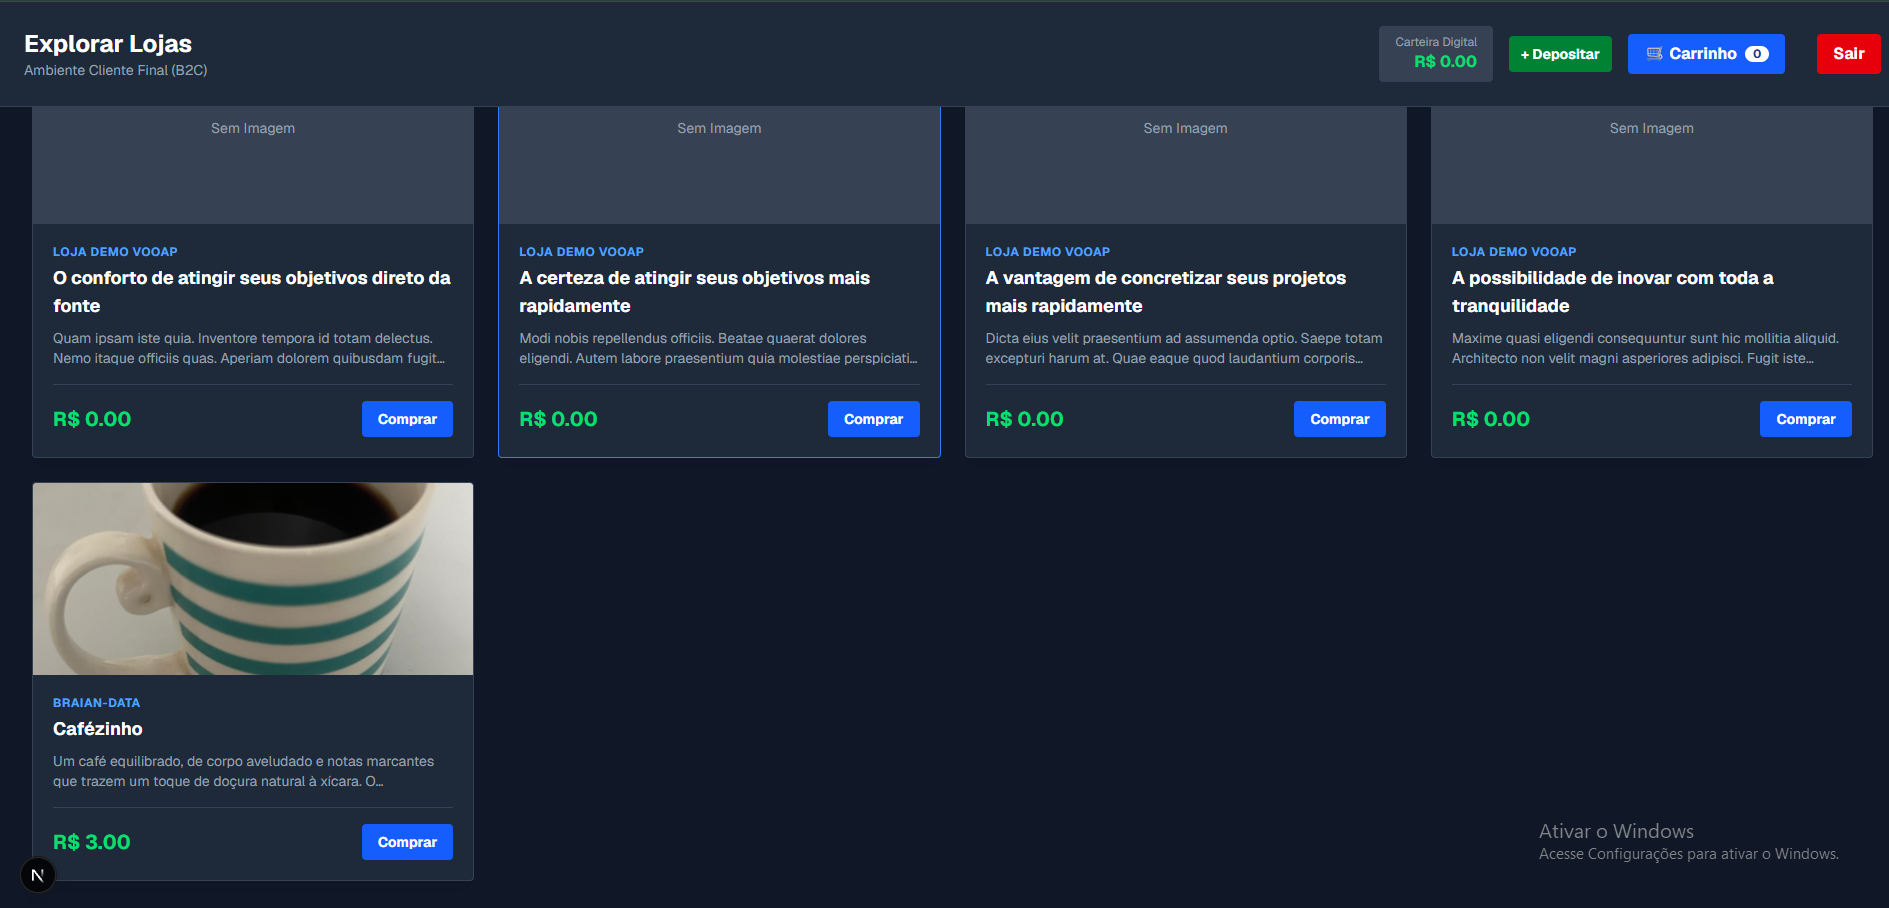 Explorar Lojas
Ambiente Cliente Final (B2C)
Carteira Digital
R$ 0.00
+ Depositar
Carrinho 0
Sair
Sem Imagem
Sem Imagem
Sem Imagem
Sem Imagem
LOJA DEMO VOOAP
O conforto de atingir seus objetivos direto da
fonte
Quam ipsam iste quia. Inventore tempora id totam delectus.
Nemo itaque officiis quas. Aperiam dolorem quibusdam fugit...
R$ 0.00
Comprar
LOJA DEMO VOOAP
A certeza de atingir seus objetivos mais
rapidamente
Modi nobis repellendus officiis. Beatae quaerat dolores
eligendi. Autem labore praesentium quia molestiae perspiciati...
R$ 0.00
Comprar
LOJA DEMO VOOAP
A vantagem de concretizar seus projetos
mais rapidamente
Dicta eius velit praesentium ad assumenda optio. Saepe totam
excepturi harum at. Quae eaque quod laudantium corporis...
R$ 0.00
Comprar
LOJA DEMO VOOAP
A possibilidade de inovar com toda a
tranquilidade
Maxime quasi eligendi consequuntur sunt hic mollitia aliquid.
Architecto non velit magni asperiores adipisci. Fugit iste...
R$ 0.00
Comprar
BRAIAN-DATA
Cafézinho
Um café equilibrado, de corpo aveludado e notas marcantes
que trazem um toque de doçura natural à xícara. O...
R$ 3.00
Comprar
N
Ativar o Windows
Acesse Configurações para ativar o Windows.